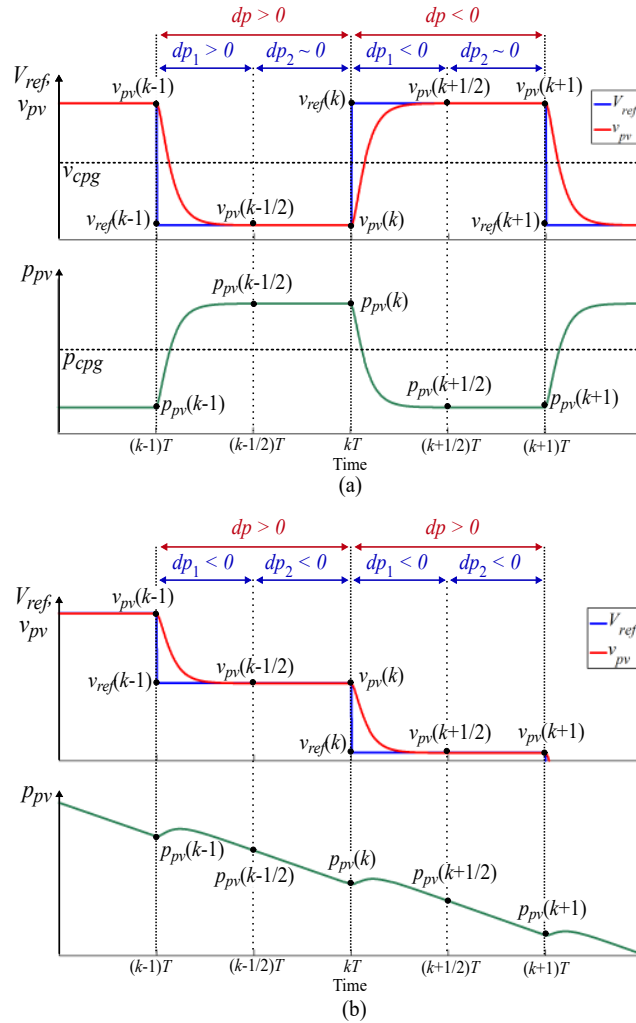 dp > 0 dp < 0
dp1 > 0 dp2 ~ 0 dp1 < 0 dp2 ~ 0
Vref,
vpv
vpv(k-1) vref(k) vpv(k+1/2) vpv(k+1)
Vref
vpv
vcpg
vref(k-1) vpv(k-1/2) vpv(k) vref(k+1)
ppv
ppv(k-1/2) ppv(k)
pcpg
ppv(k-1) ppv(k+1/2) ppv(k+1)
(k-1)T (k-1/2)T kT (k+1/2)T (k+1)T
Time
(a)
dp > 0 dp > 0
dp1 < 0 dp2 < 0 dp1 < 0 dp2 < 0
Vref,
vpv
vpv(k-1)
Vref
vpv
vref(k-1) vpv(k-1/2) vpv(k)
vref(k) vpv(k+1/2) vpv(k+1)
ppv
ppv(k-1) ppv(k-1/2) ppv(k) ppv(k+1/2) ppv(k+1)
(k-1)T (k-1/2)T kT (k+1/2)T (k+1)T
Time
(b)